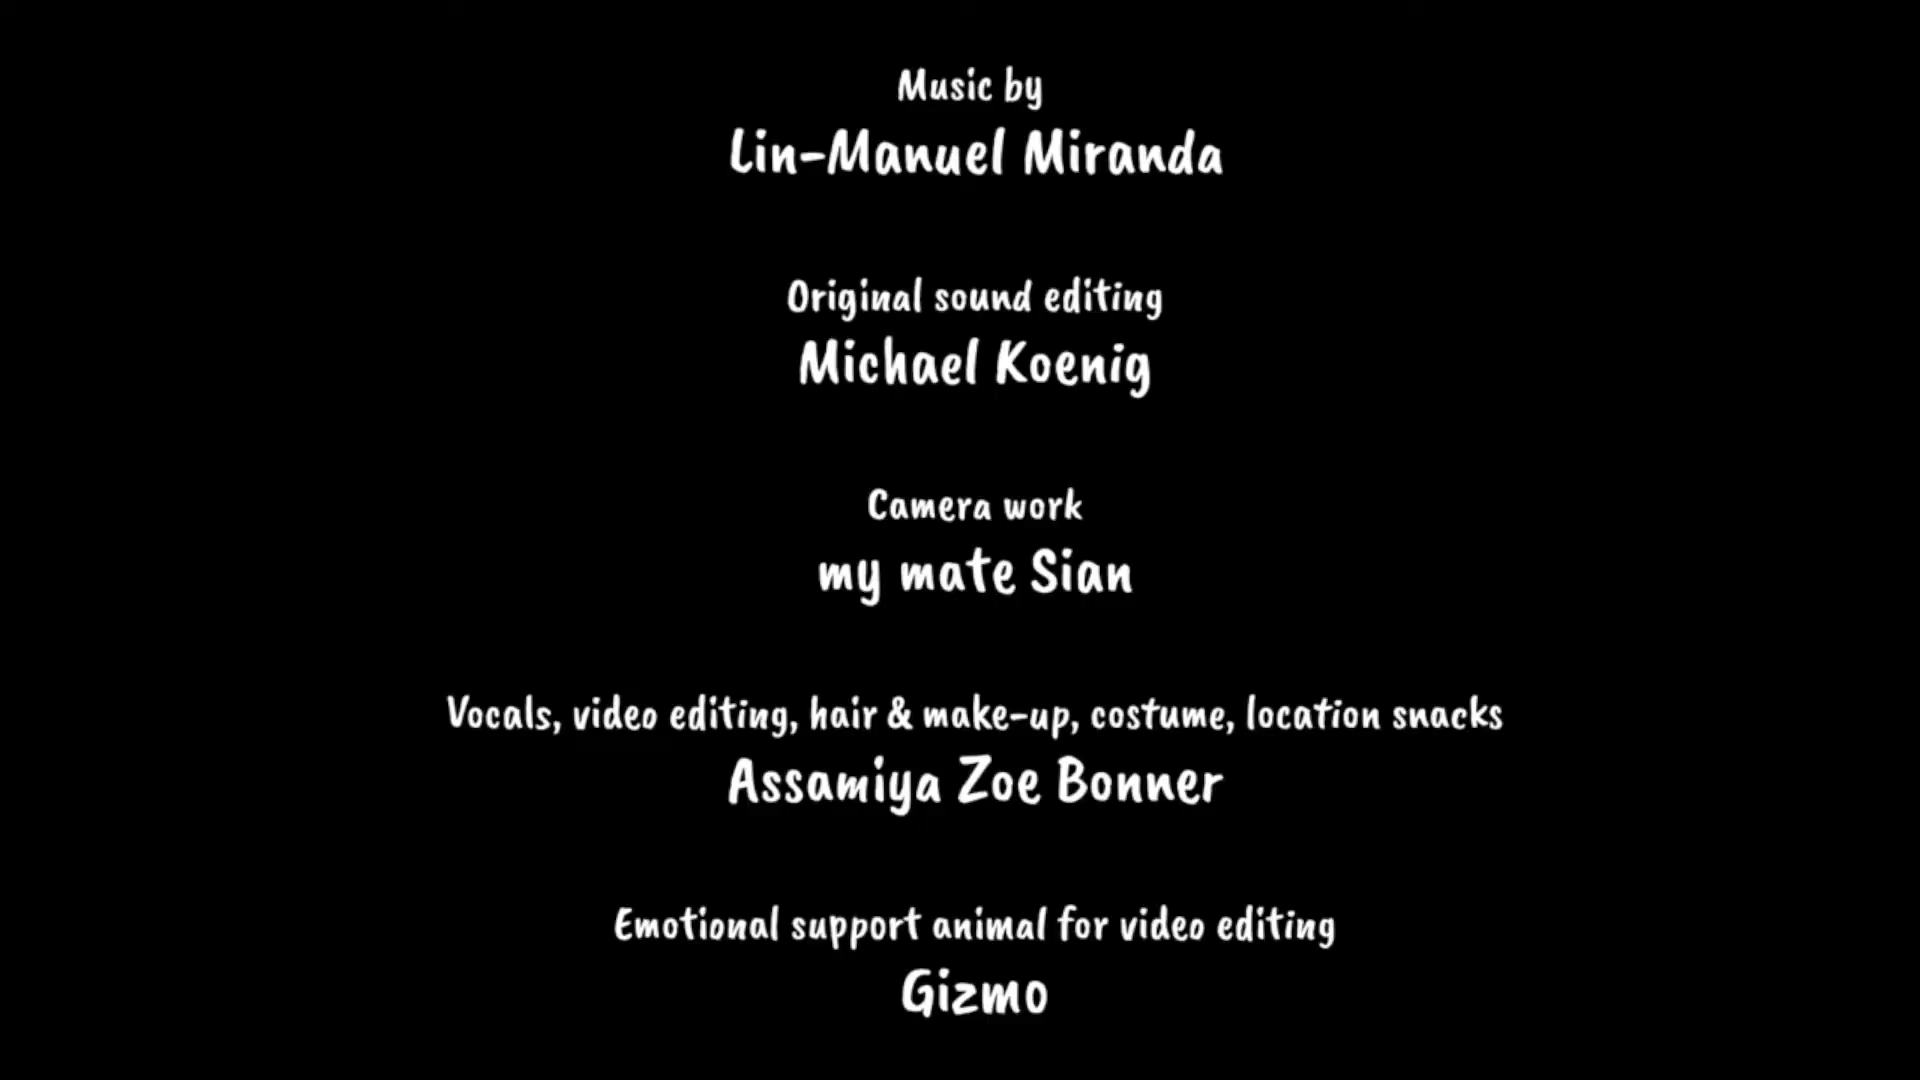 Music by
Lin-Manuel Miranda
Original sound editing
Michael Koenig
Camera work
my mate Sian
Vocals, video editing, hair & make-up, costume, location snacks
Assamiya Zoe Bonner
Emotional support animal for video editing
Gizmo